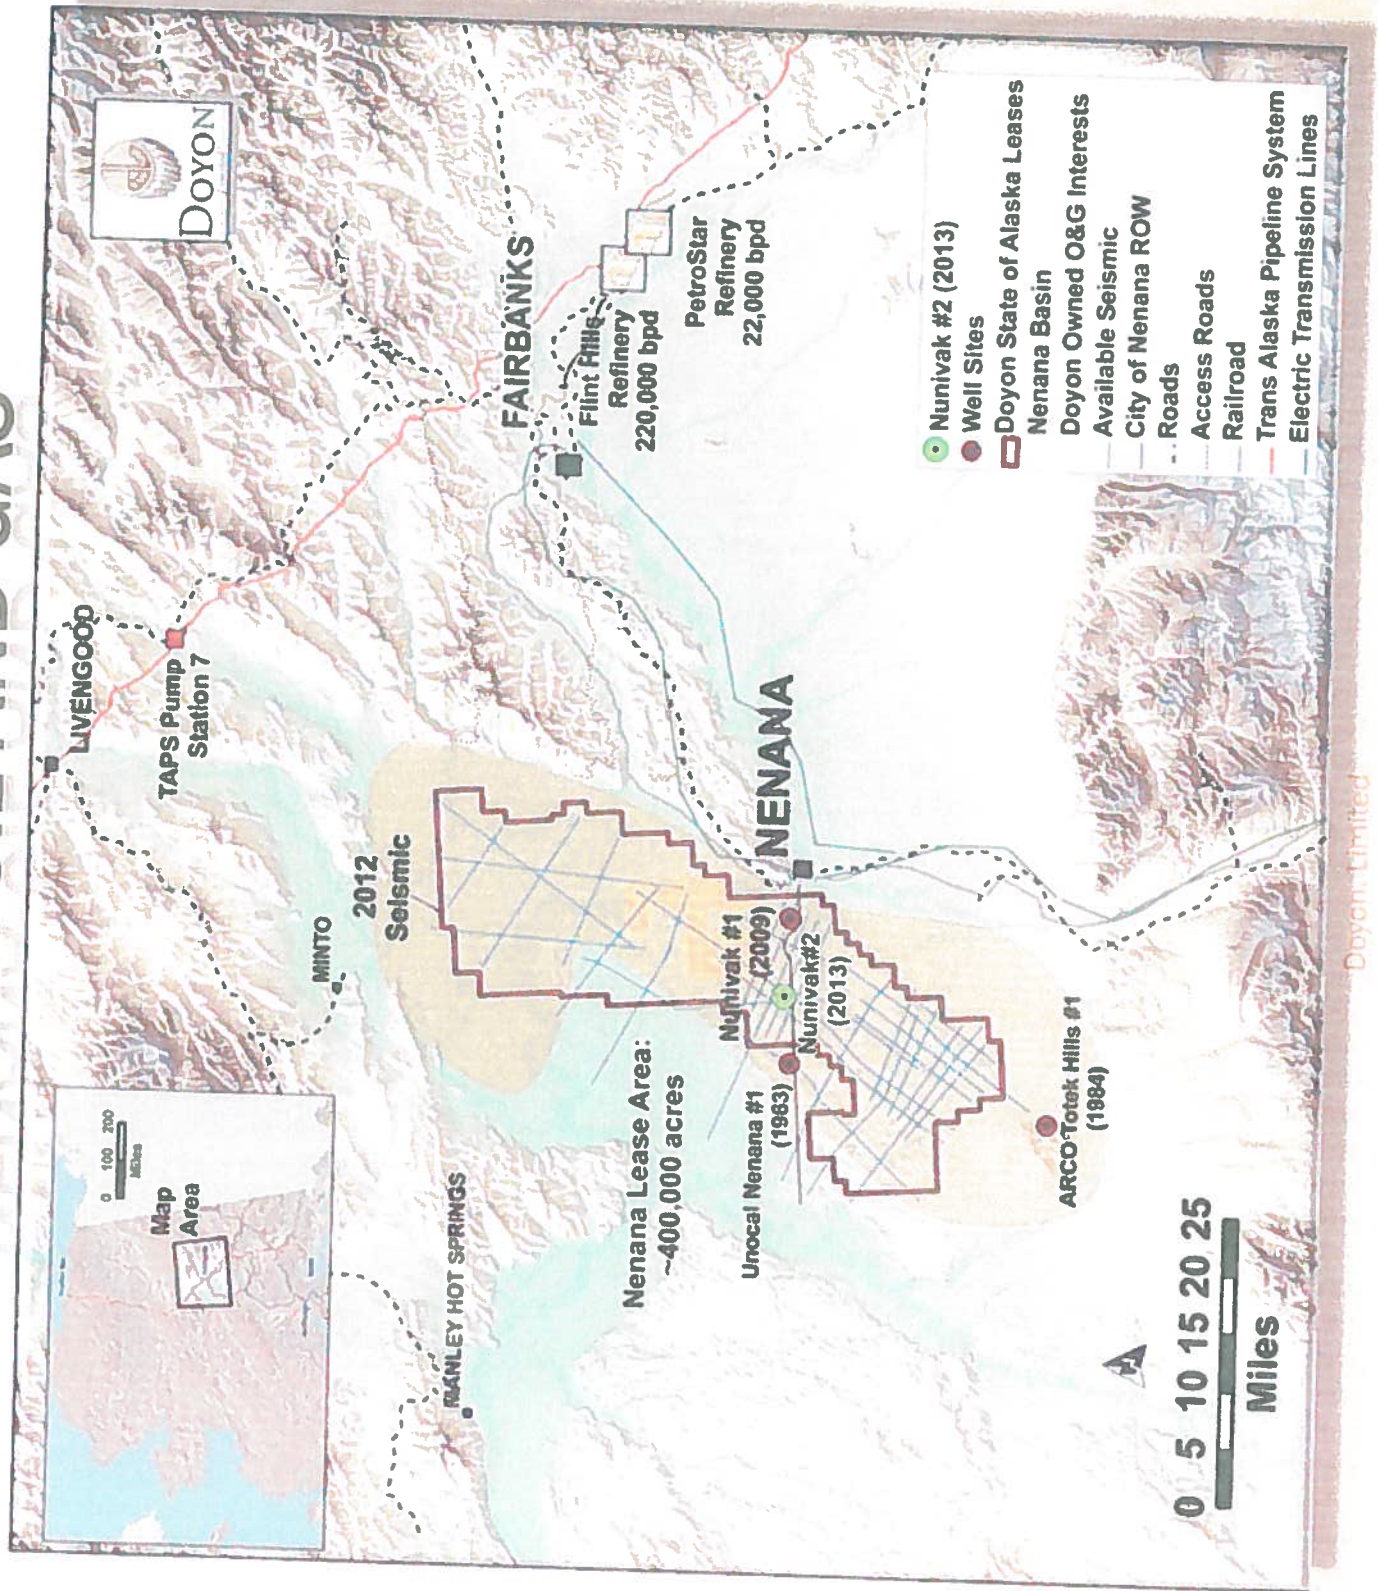 LIVENGOOD
TAPS Pump
Station 7
DOYON
Map
Area
0 100 200
Miles
MINTO
2012
Seismic
FAIRBANKS
Flint Hills
Refinery
220,000 bpd
PetroStar
Refinery
22,000 bpd
MANLEY HOT SPRINGS
Nenana Lease Area:
~400,000 acres
NENANA
Nunivak #1
(2009)
Unocal Nenana #1
(1963)
Nunivak#2
(2013)
ARCO Totek Hills #1
(1984)
0 5 10 15 20 25
Miles
Nunivak #2 (2013)
Well Sites
Doyon State of Alaska Leases
Nenana Basin
Doyon Owned O&G Interests
Available Seismic
City of Nenana ROW
Roads
Access Roads
Railroad
Trans Alaska Pipeline System
Electric Transmission Lines
Doyon Limited